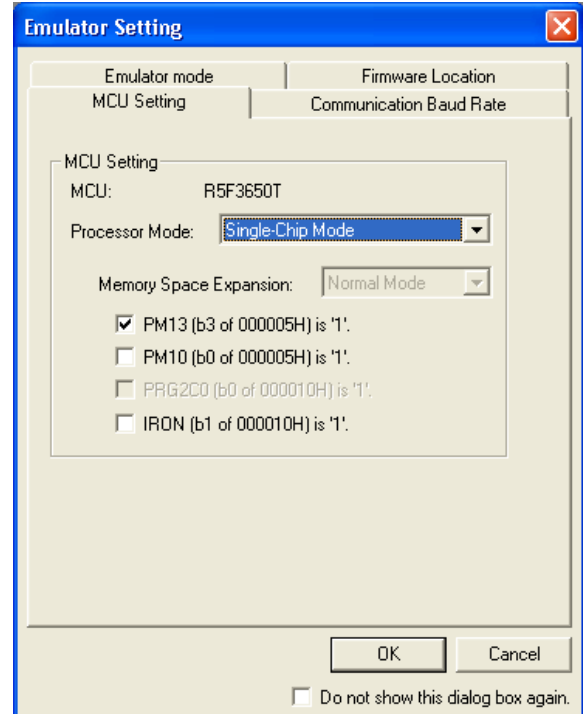 Emulator Setting
Emulator mode
Firmware Location
MCU Setting
Communication Baud Rate
MCU Setting
MCU: R5F3650T
Processor Mode: Single-Chip Mode
Memory Space Expansion: Normal Mode
PM13 (b3 of 000005H) is '1'.
PM10 (b0 of 000005H) is '1'.
PRG2C0 (b0 of 000010H) is '1'.
IRON (b1 of 000010H) is '1'.
OK
Cancel
Do not show this dialog box again.